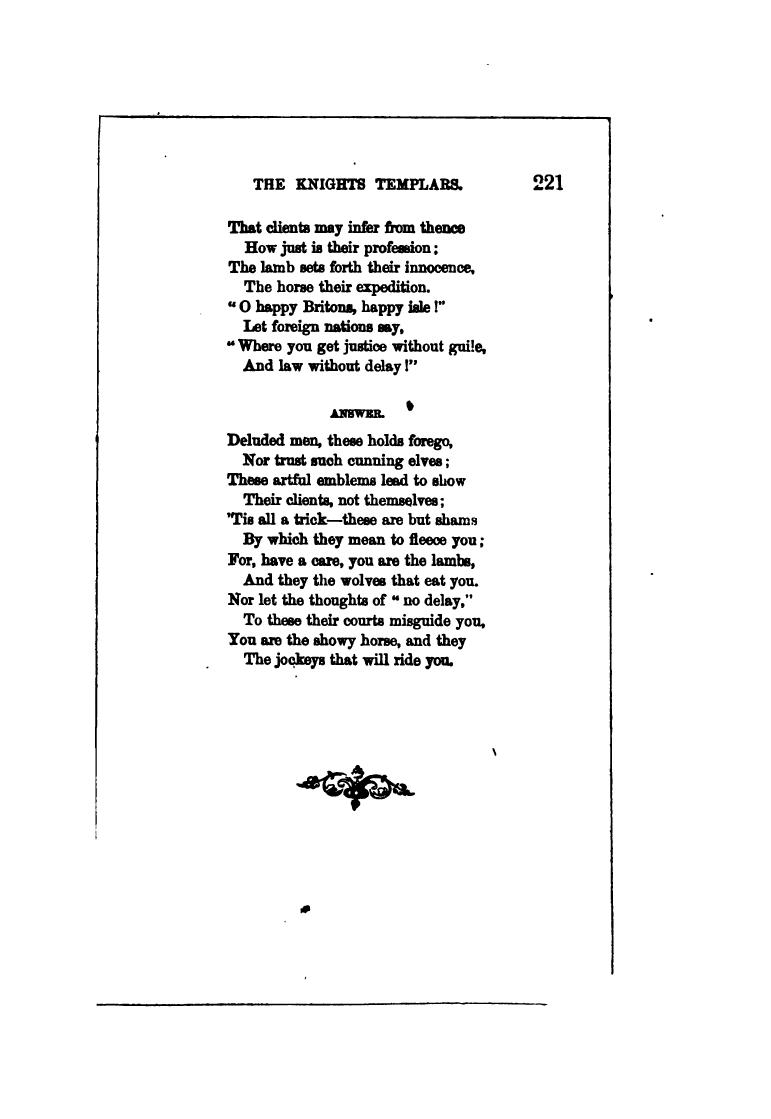 THE KNIGHTS TEMPLARS. 221
That clients may infer from thence
How just is their profession;
The lamb sets forth their innocence,
The horse their expedition.
"O happy Britons, happy isle!"
Let foreign nations say,
"Where you get justice without guile,
And law without delay!"
ANSWER.
Deluded men, these holds forego,
Nor trust such cunning elves;
These artful emblems lead to show
Their clients, not themselves;
'Tis all a trick—these are but shams
By which they mean to fleece you;
For, have a care, you are the lambs,
And they the wolves that eat you.
Nor let the thoughts of "no delay,"
To these their courts misguide you,
You are the showy horse, and they
The jockeys that will ride you.